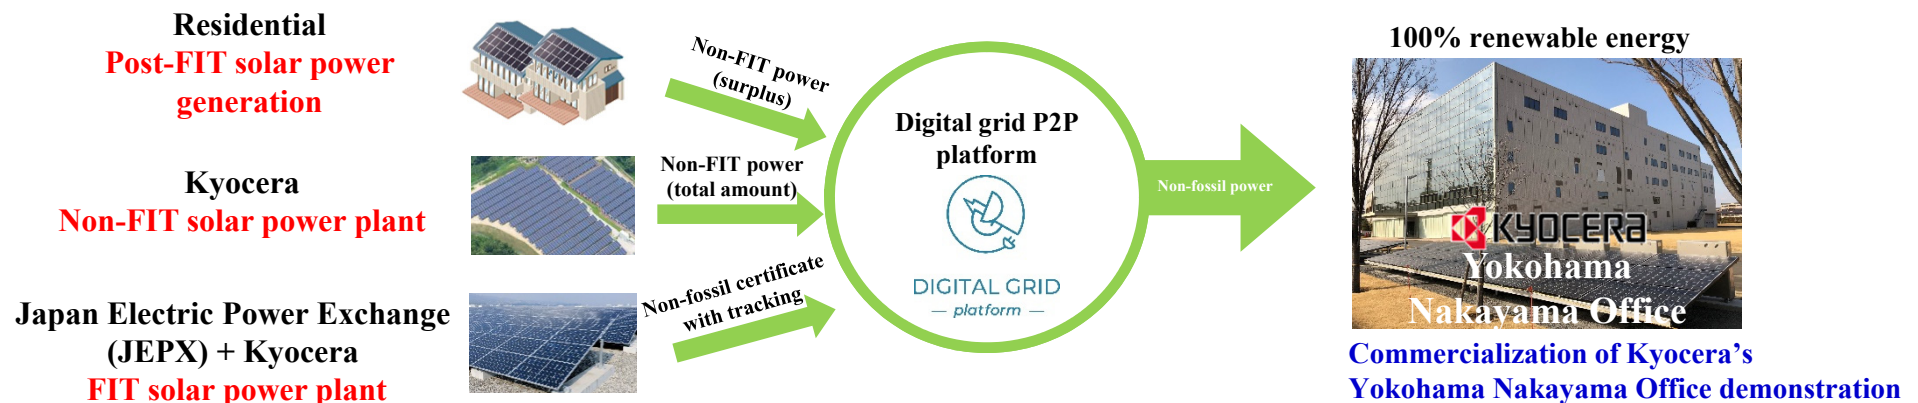 Residential
Post-FIT solar power
generation
Non-FIT power
(surplus)
Kyocera
Non-FIT solar power plant
Non-FIT power
(total amount)
Japan Electric Power Exchange
(JEPX) + Kyocera
FIT solar power plant
Non-fossil certificate
with tracking
Digital grid P2P
platform
DIGITAL GRID
— platform —
Non-fossil power
100% renewable energy
KYOCERA
Yokohama
Nakayama Office
Commercialization of Kyocera’s
Yokohama Nakayama Office demonstration